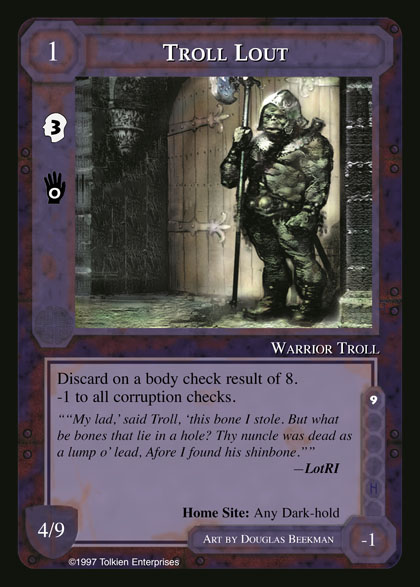 1
TROLL LOUT
3
0
WARRIOR TROLL
Discard on a body check result of 8.
-1 to all corruption checks.
““My lad,’ said Troll, ‘this bone I stole. But what
be bones that lie in a hole? Thy nuncle was dead as
a lump o’ lead, Afore I found his shinbone.””
—LotRI
9
H
Home Site: Any Dark-hold
4/9
ART BY DOUGLAS BEEKMAN
-1
©1997 Tolkien Enterprises